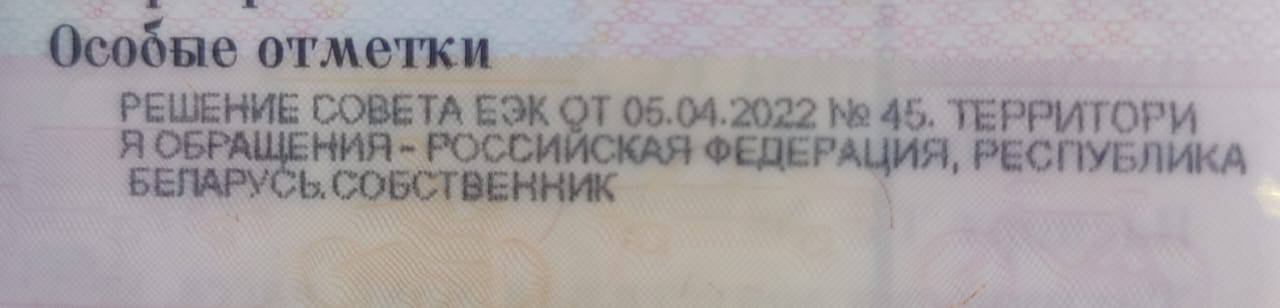 Особые отметки
РЕШЕНИЕ СОВЕТА ЕЭК ОТ 05.04.2022 № 45. ТЕРРИТОРИ
Я ОБРАЩЕНИЯ - РОССИЙСКАЯ ФЕДЕРАЦИЯ, РЕСПУБЛИКА
БЕЛАРУСЬ.СОБСТВЕННИК